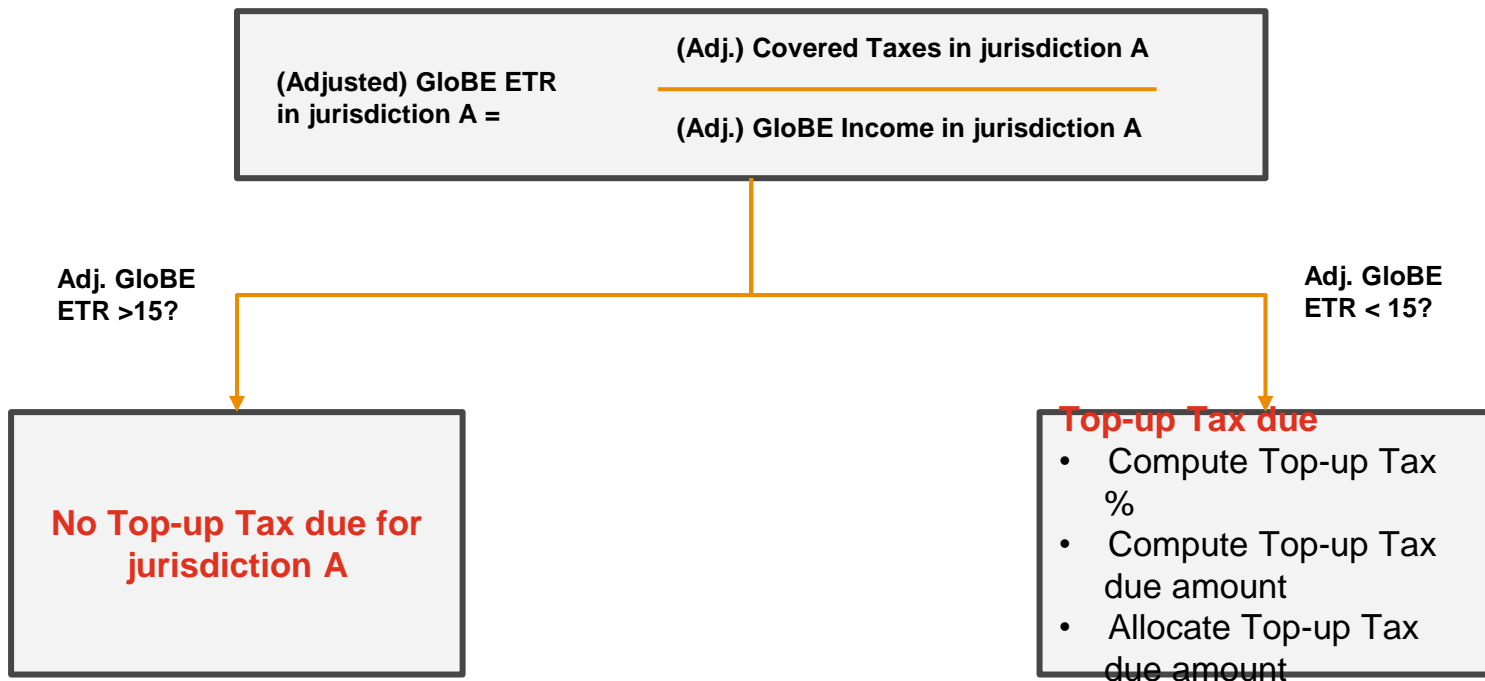 (Adj.) Covered Taxes in jurisdiction A
(Adjusted) GloBE ETR
in jurisdiction A =
(Adj.) GloBE Income in jurisdiction A
Adj. GloBE
ETR >15?
Adj. GloBE
ETR < 15?
No Top-up Tax due for
jurisdiction A
Top-up Tax due
• Compute Top-up Tax
%
• Compute Top-up Tax
due amount
• Allocate Top-up Tax
due amount